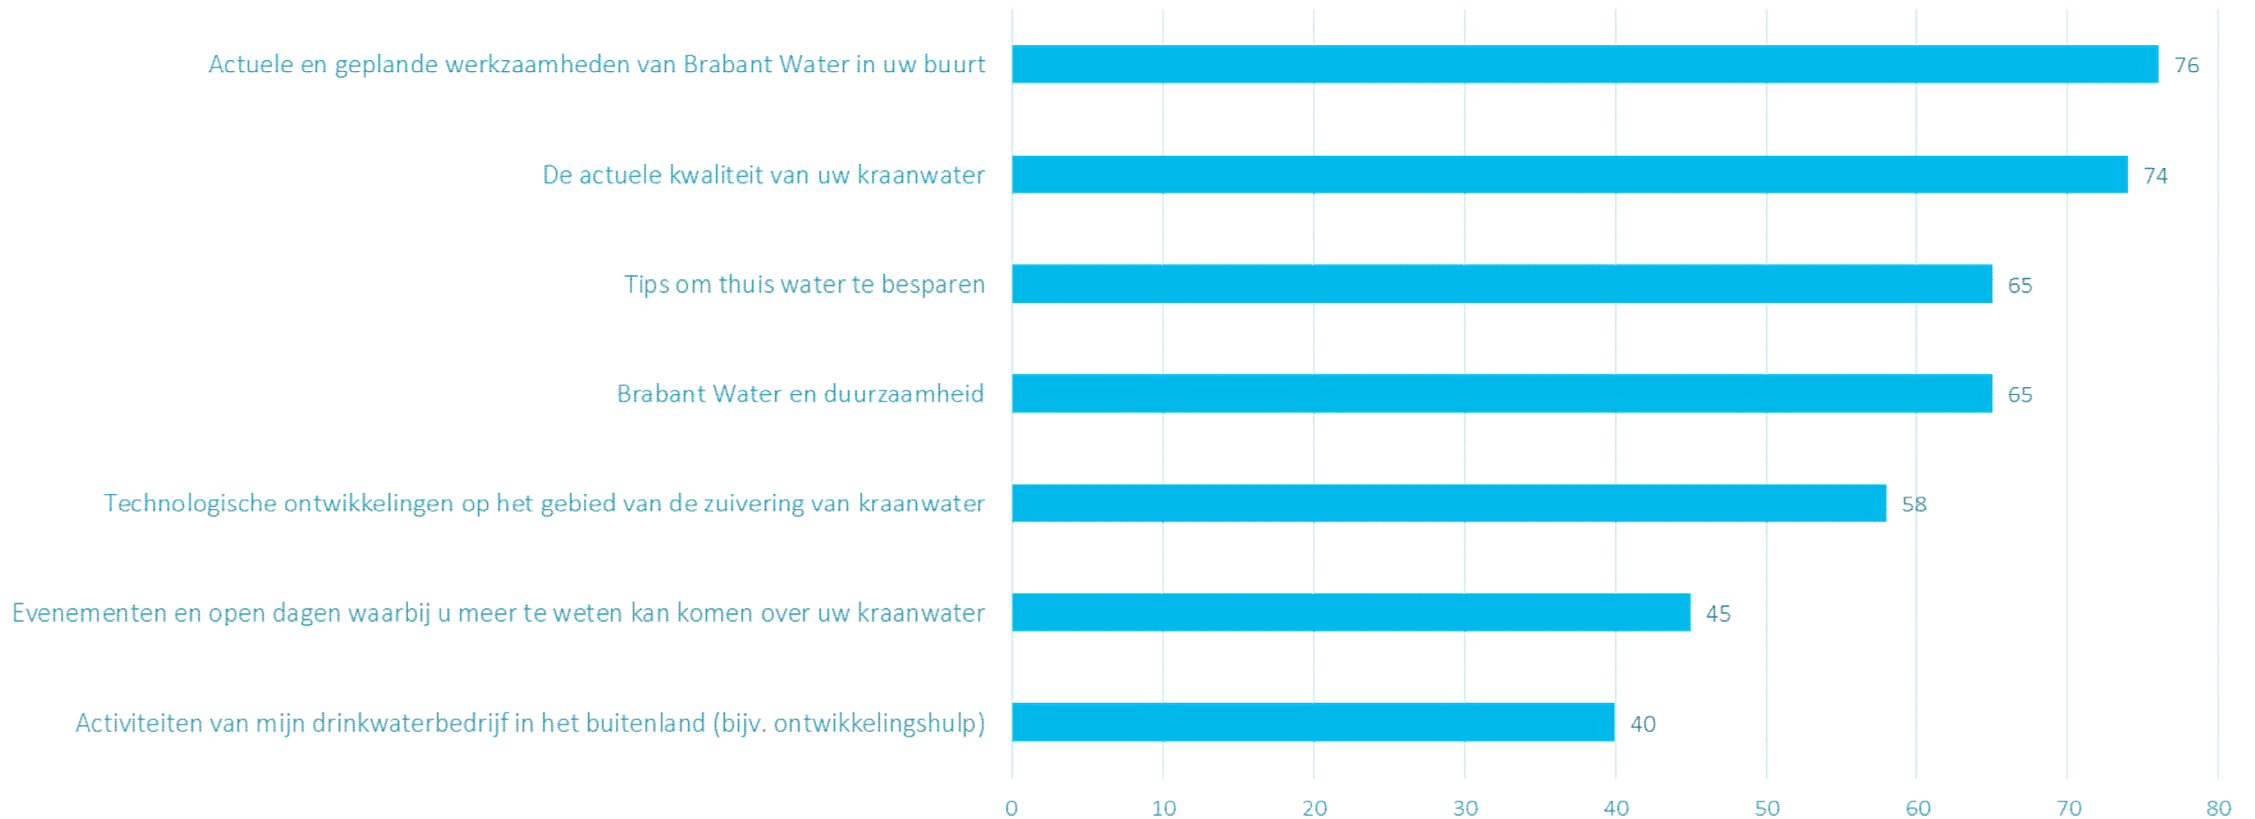 Actuele en geplande werkzaamheden van Brabant Water in uw buurt 76
De actuele kwaliteit van uw kraanwater 74
Tips om thuis water te besparen 65
Brabant Water en duurzaamheid 65
Technologische ontwikkelingen op het gebied van de zuivering van kraanwater 58
Evenementen en open dagen waarbij u meer te weten kan komen over uw kraanwater 45
Activiteiten van mijn drinkwaterbedrijf in het buitenland (bijv. ontwikkelingshulp) 40
0 10 20 30 40 50 60 70 80